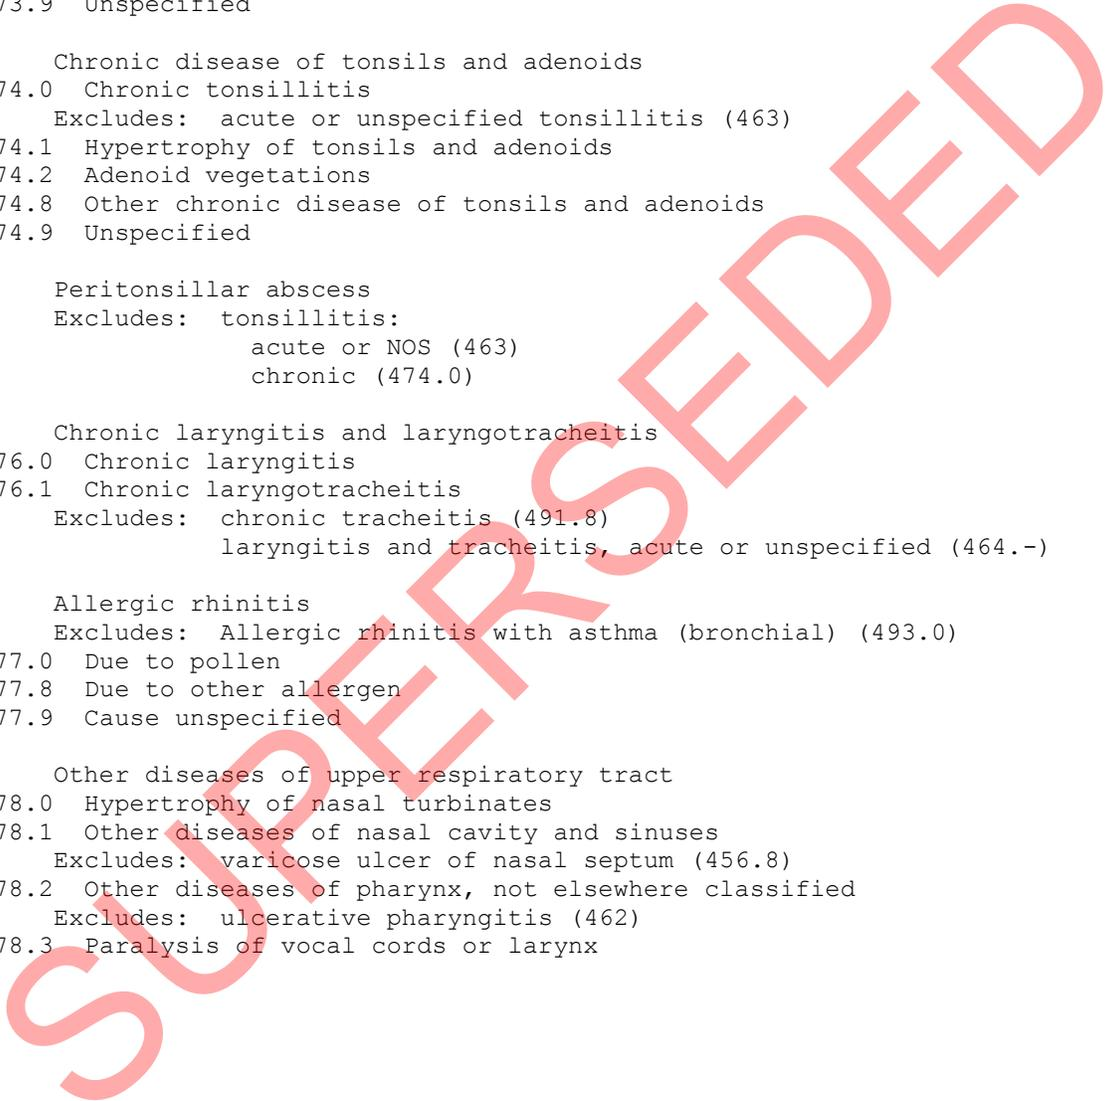 73.9  Unspecified
Chronic disease of tonsils and adenoids
74.0  Chronic tonsillitis
Excludes:  acute or unspecified tonsillitis (463)
74.1  Hypertrophy of tonsils and adenoids
74.2  Adenoid vegetations
74.8  Other chronic disease of tonsils and adenoids
74.9  Unspecified
Peritonsillar abscess
Excludes:  tonsillitis:
acute or NOS (463)
chronic (474.0)
Chronic laryngitis and laryngotracheitis
76.0  Chronic laryngitis
76.1  Chronic laryngotracheitis
Excludes:  chronic tracheitis (491.8)
laryngitis and tracheitis, acute or unspecified (464.-)
Allergic rhinitis
Excludes:  Allergic rhinitis with asthma (bronchial) (493.0)
77.0  Due to pollen
77.8  Due to other allergen
77.9  Cause unspecified
Other diseases of upper respiratory tract
78.0  Hypertrophy of nasal turbinates
78.1  Other diseases of nasal cavity and sinuses
Excludes:  varicose ulcer of nasal septum (456.8)
78.2  Other diseases of pharynx, not elsewhere classified
Excludes:  ulcerative pharyngitis (462)
78.3  Paralysis of vocal cords or larynx
SUPERSEDED